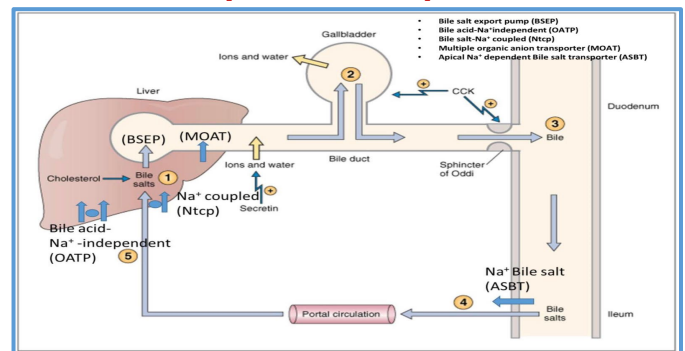 • Bile salt export pump (BSEP)
• Bile acid-Na⁺independent (OATP)
• Bile salt-Na⁺ coupled (Ntcp)
• Multiple organic anion transporter (MOAT)
• Apical Na⁺ dependent Bile salt transporter (ASBT)
Gallbladder
Ions and water
2
CCK
+
+
Liver
Duodenum
(BSEP)
(MOAT)
3
Bile
Ions and water
Bile duct
Sphincter
of Oddi
Cholesterol
Bile
salts
1
+
Secretin
Na⁺ coupled
(Ntcp)
Bile acid-
Na⁺ -independent
(OATP)
5
Na⁺ Bile salt
(ASBT)
4
Portal circulation
Bile
salts
Ileum